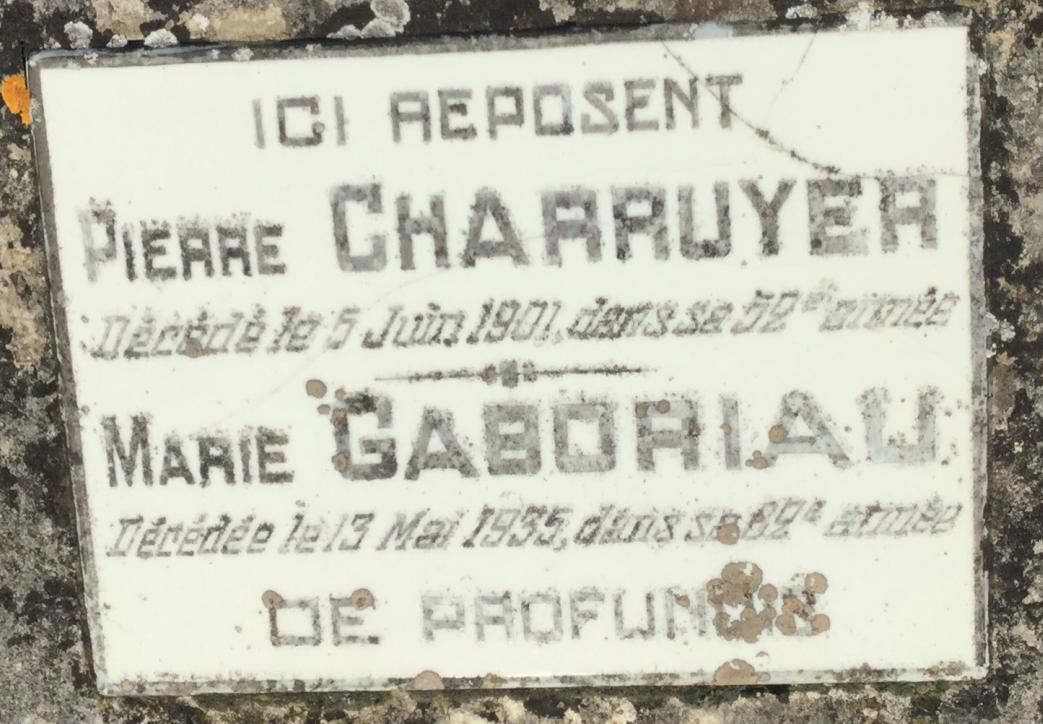 ICI REPOSENT
PIERRE CHARRUYER
Décédé le 5 Juin 1901, dans sa 52e année
MARIE GABORIAU
Décédée le 13 Mai 1935, dans sa 82e année
DE PROFUNDIS